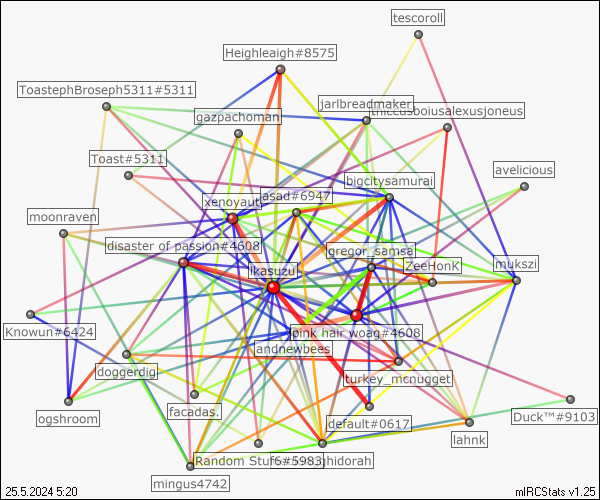 tescoroll
Heighleaigh#8575
ToastephBroseph5311#5311
jarlbreadmaker
thiccusboiusalexusjoneus
gazpachoman
Toast#5311
bigcitysamurai
avelicious
xenoyaut
asad#6947
moonraven
disaster of passion#4608
gregor_samsa
Ikasuzu
ZeeHonK
mukszi
Knowun#6424
pink hair woag#4608
andnewbees
doggerdig
turkey_mcnugget
ogshroom
facadas.
default#0617
Duck™#9103
lahnk
Random Stuff#5983
ghidorah
mingus4742
25.5.2024 5:20
mIRCStats v1.25